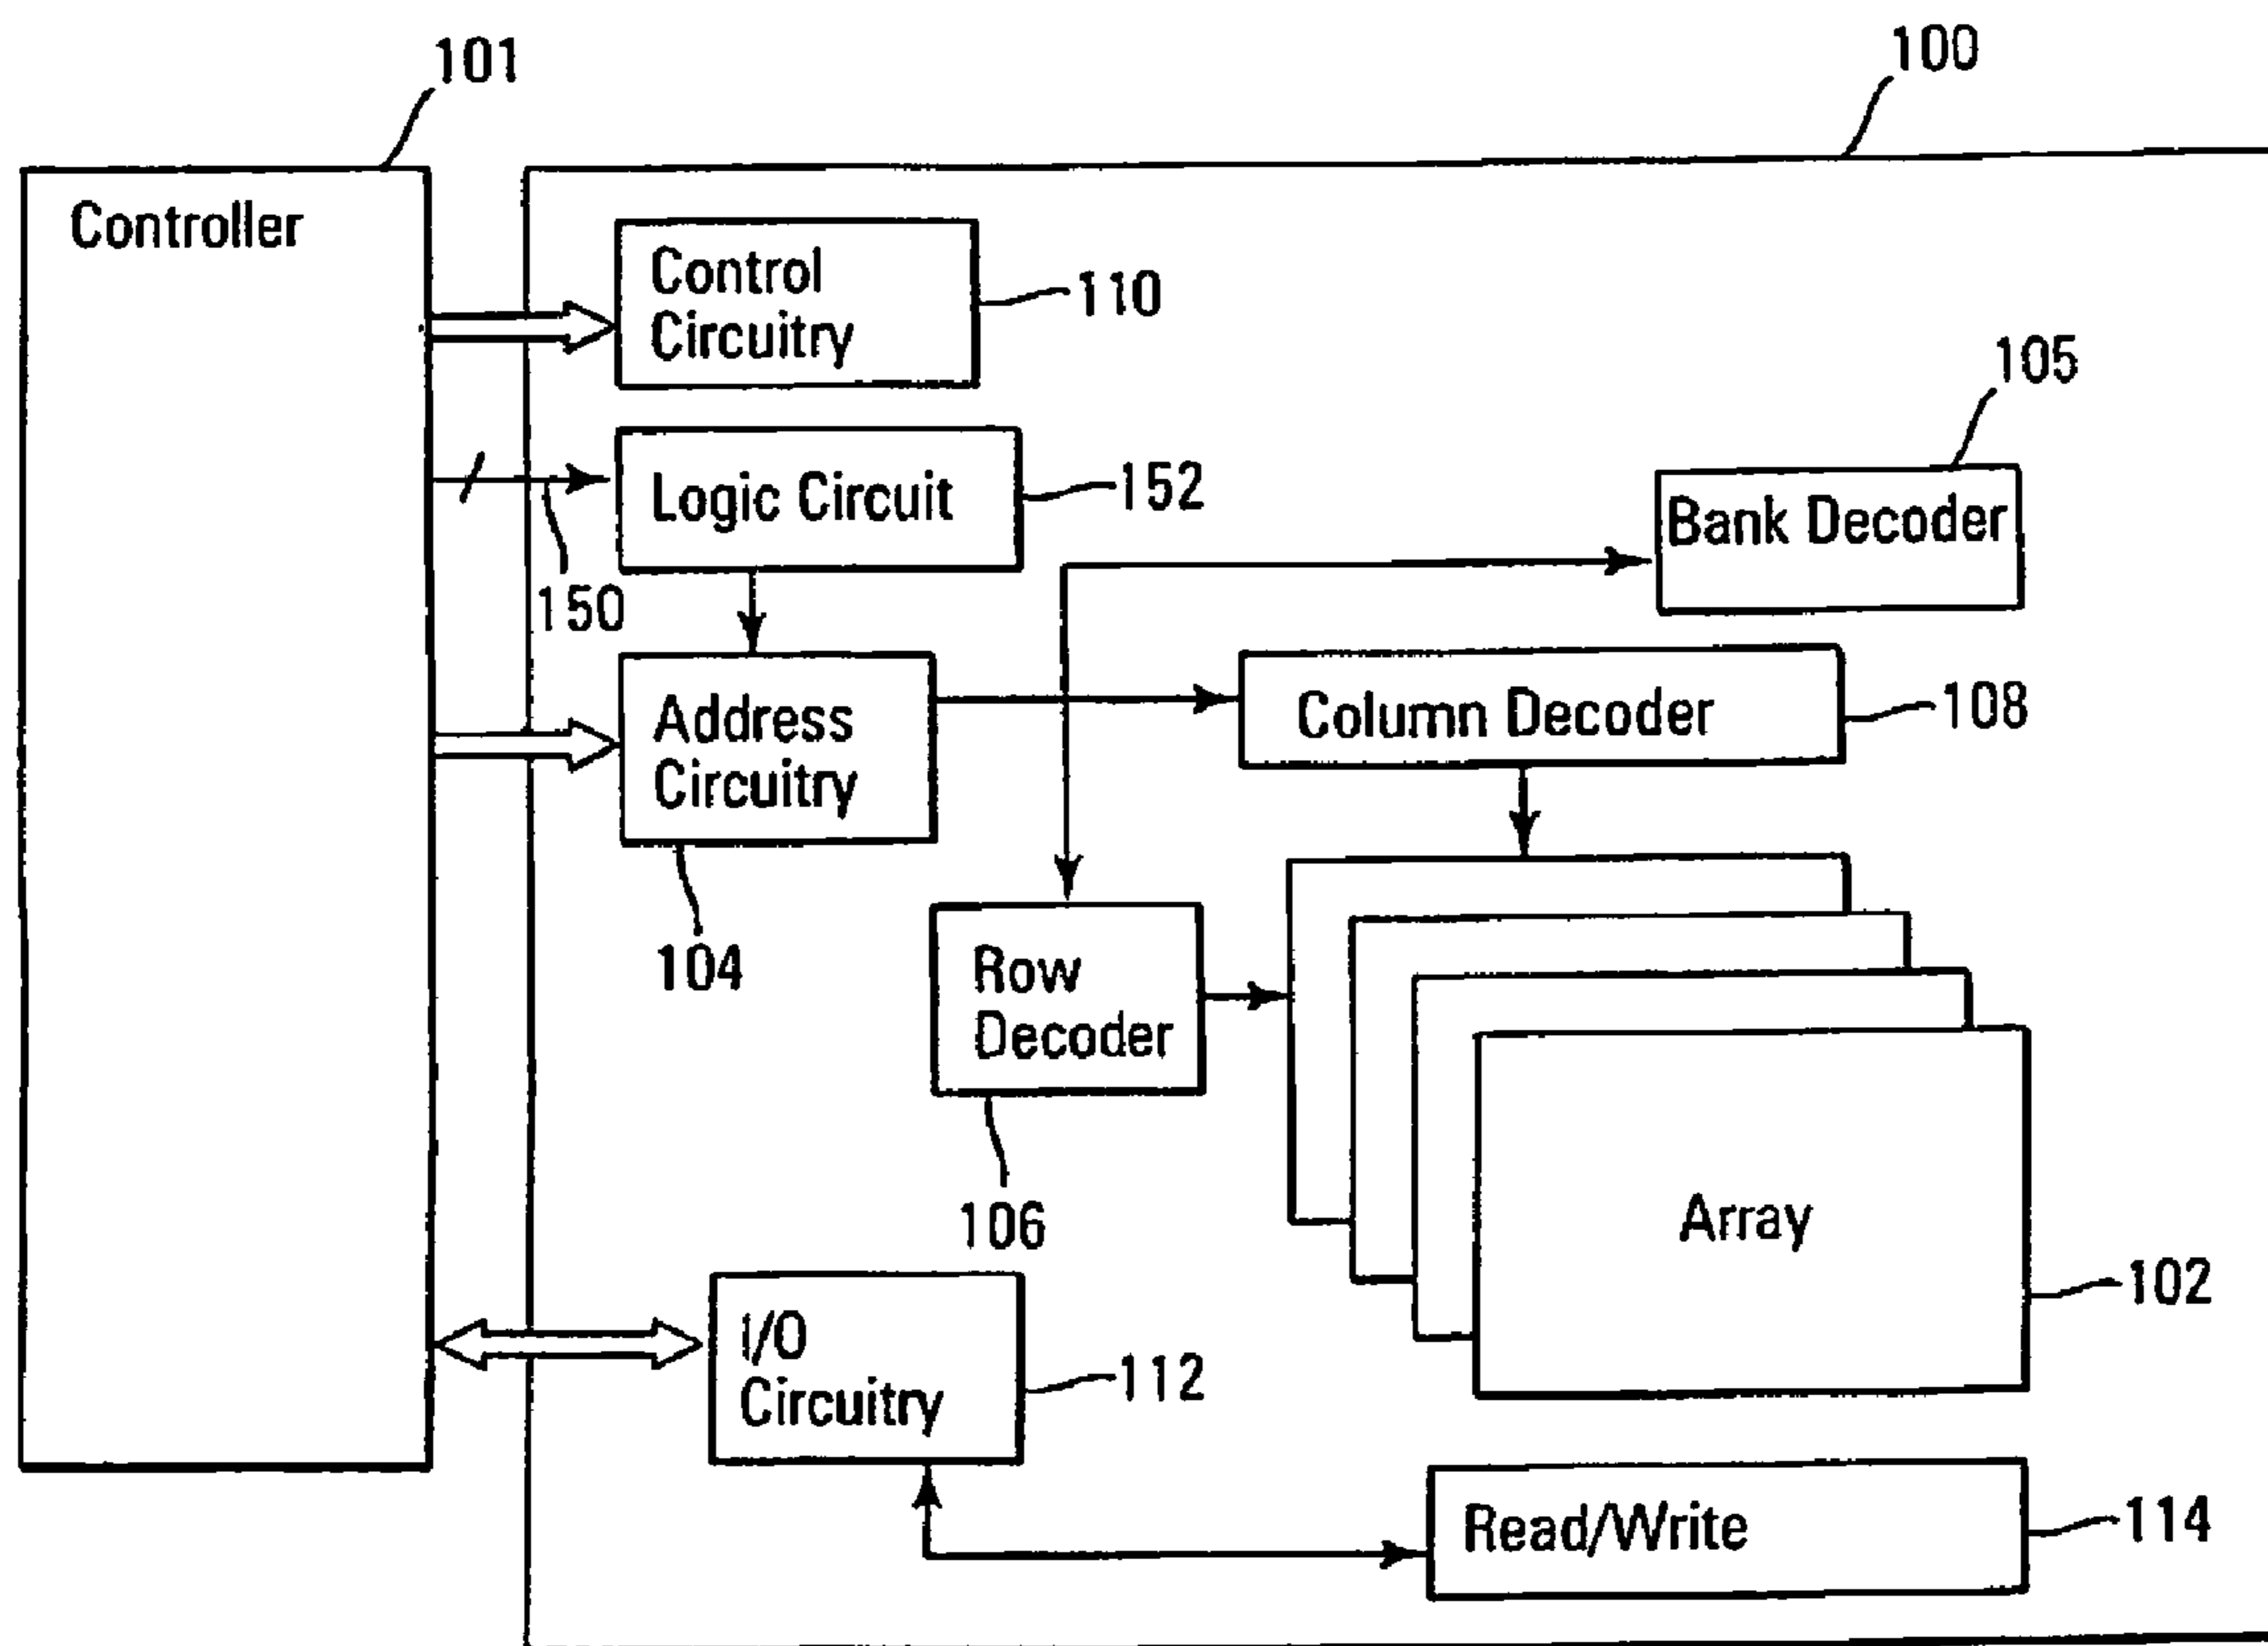 101
100
Controller
Control
Circuitry
110
105
Logic Circuit
152
Bank Decoder
150
Address
Circuitry
Column Decoder
108
104
Row
Decoder
106
Array
102
I/O
Circuitry
112
Read/Write
114